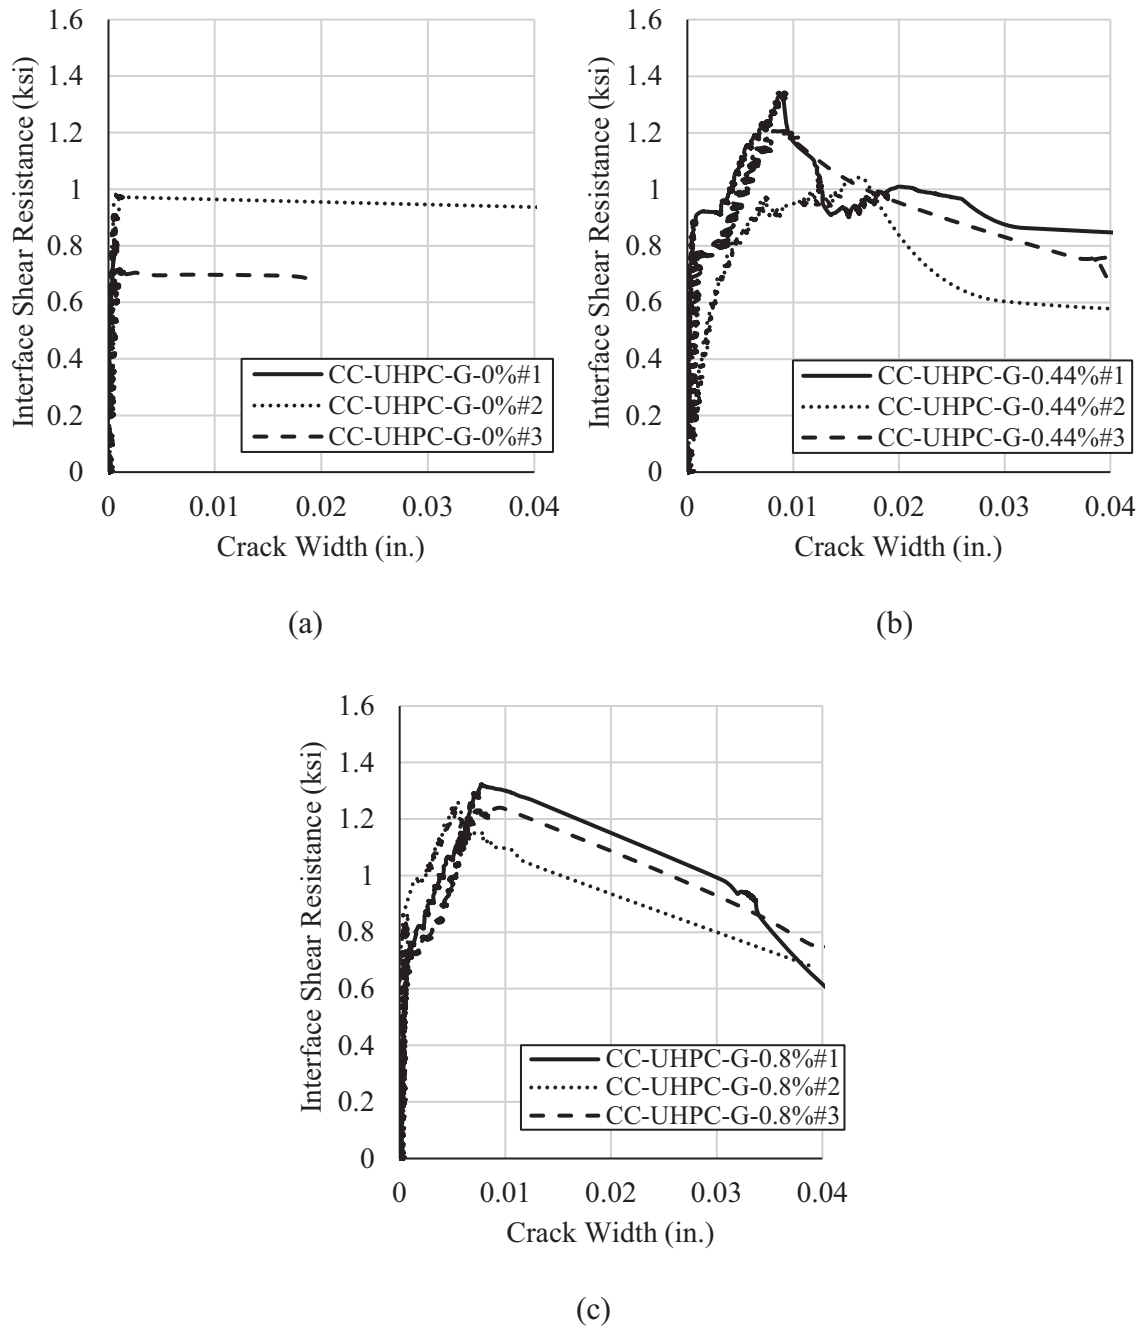 Interface Shear Resistance (ksi)
1.6
1.4
1.2
1
0.8
0.6
0.4
0.2
0
CC-UHPC-G-0%#1
CC-UHPC-G-0%#2
CC-UHPC-G-0%#3
0 0.01 0.02 0.03 0.04
Crack Width (in.)
(a)
Interface Shear Resistance (ksi)
1.6
1.4
1.2
1
0.8
0.6
0.4
0.2
0
CC-UHPC-G-0.44%#1
CC-UHPC-G-0.44%#2
CC-UHPC-G-0.44%#3
0 0.01 0.02 0.03 0.04
Crack Width (in.)
(b)
Interface Shear Resistance (ksi)
1.6
1.4
1.2
1
0.8
0.6
0.4
0.2
0
CC-UHPC-G-0.8%#1
CC-UHPC-G-0.8%#2
CC-UHPC-G-0.8%#3
0 0.01 0.02 0.03 0.04
Crack Width (in.)
(c)